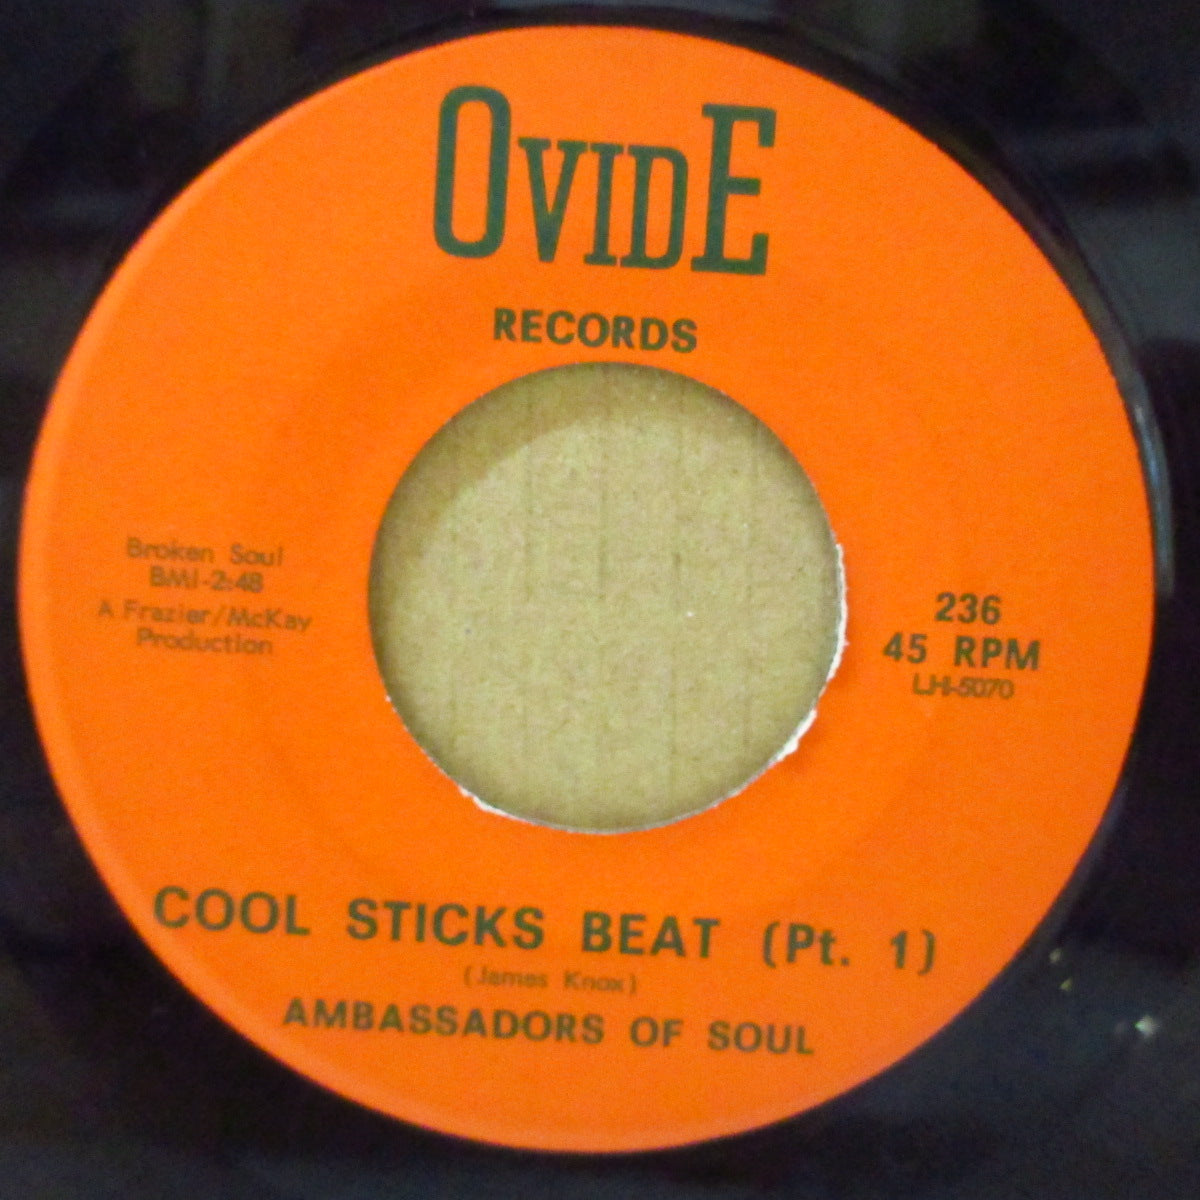 OVIDE
RECORDS
Broken Soul
BMI-2:48
A Frazier/McKay
Production
236
45 RPM
LHI-5070
COOL STICKS BEAT (Pt. 1)
(James Knox)
AMBASSADORS OF SOUL